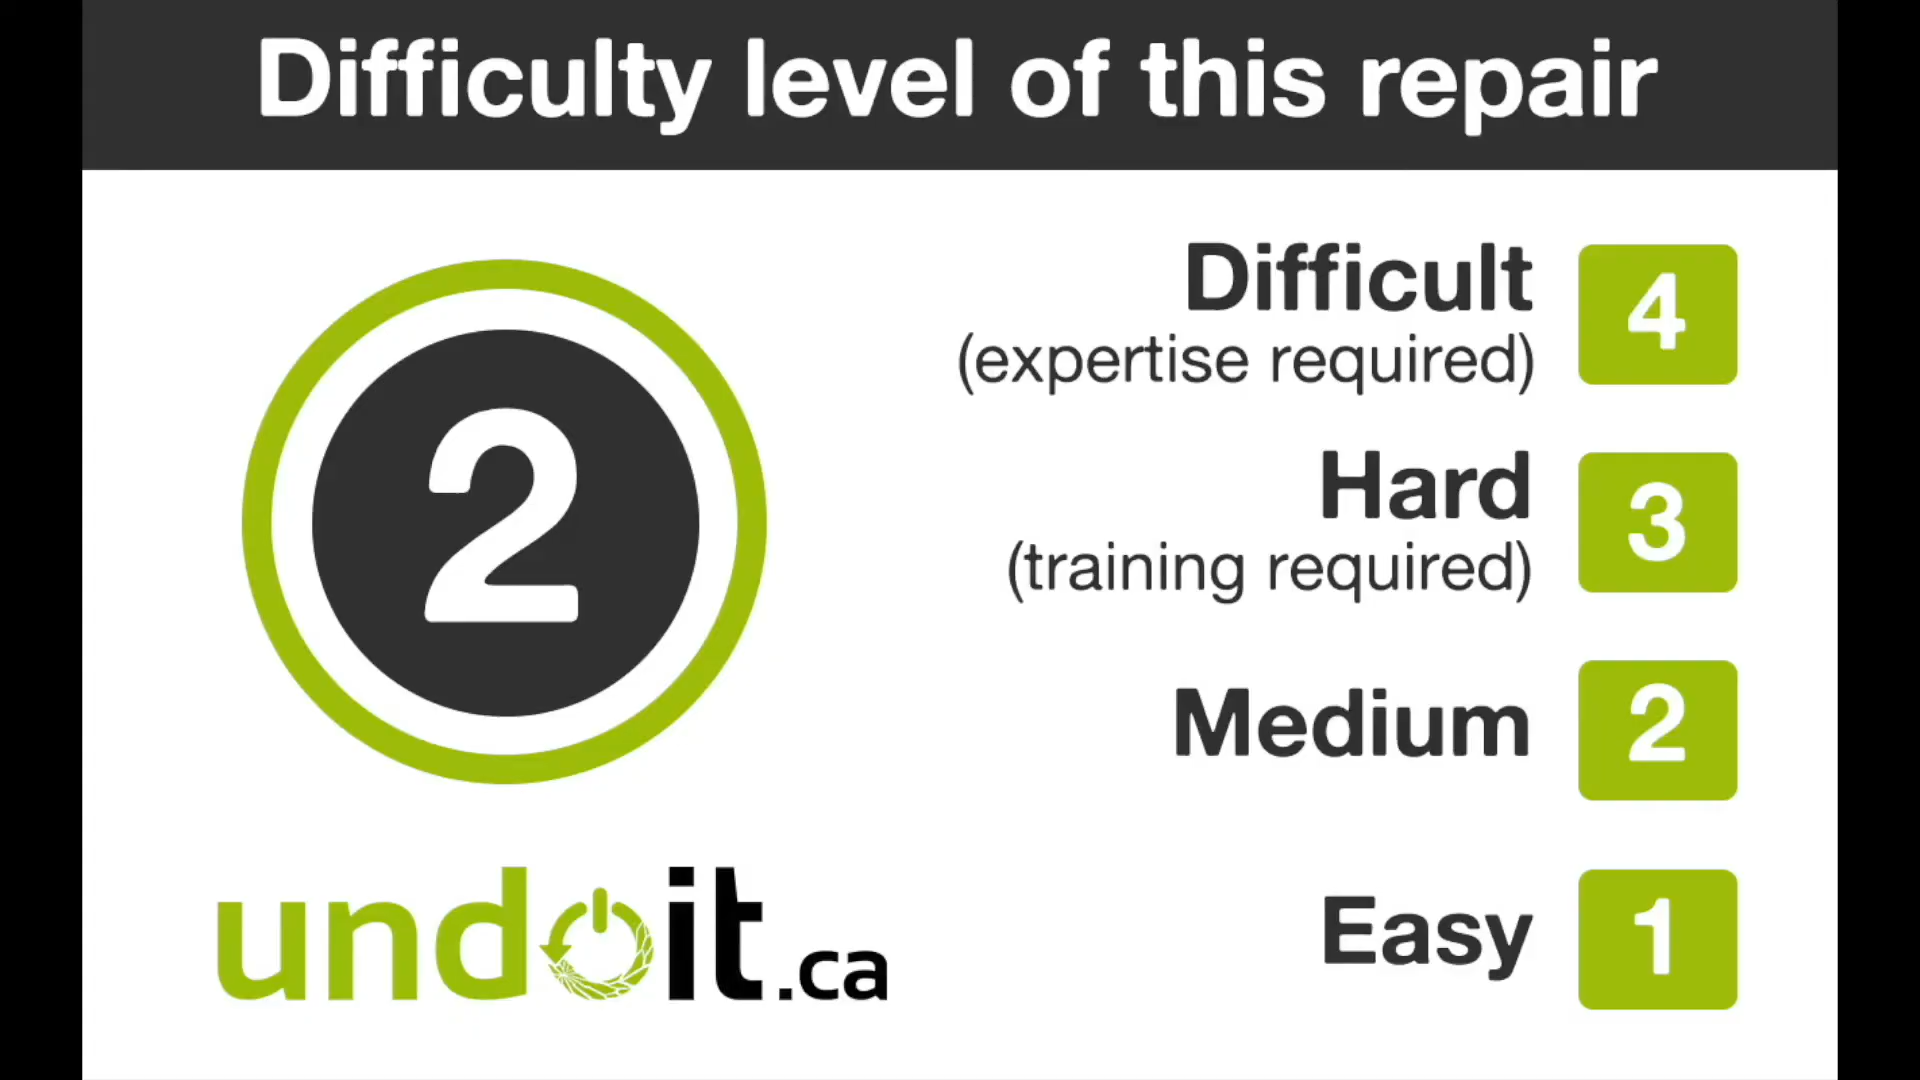 Difficulty level of this repair
2
Difficult 4
(expertise required)
Hard 3
(training required)
Medium 2
Easy 1
undoit.ca